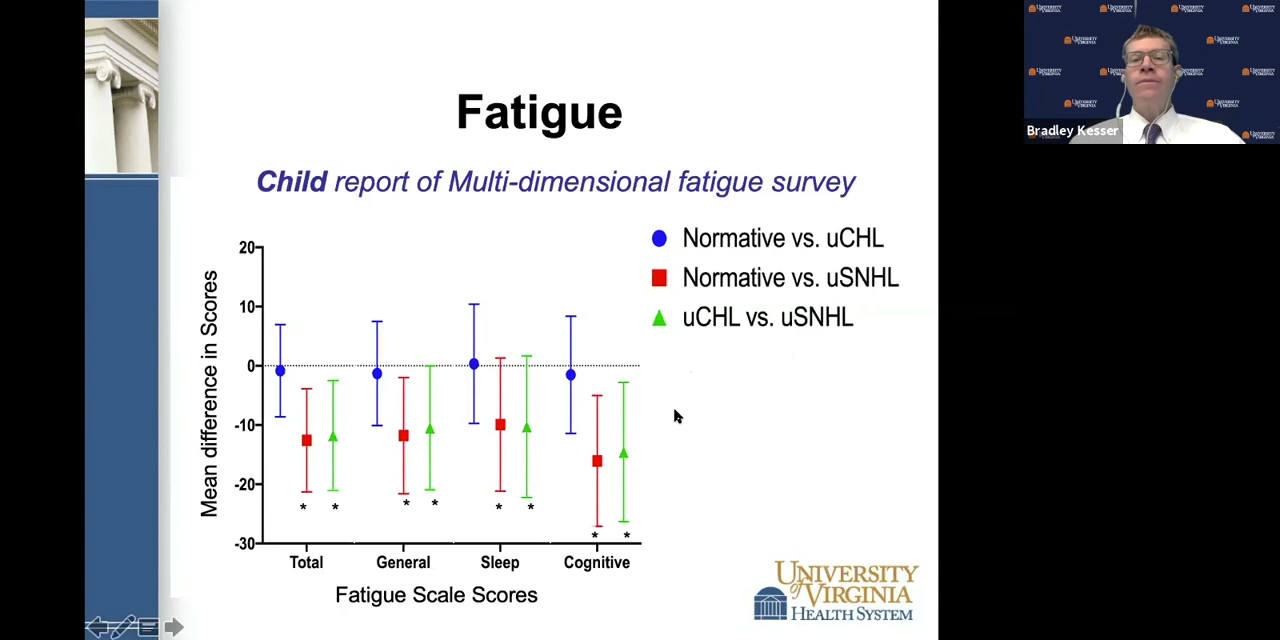 Fatigue
Child report of Multi-dimensional fatigue survey
Normative vs. uCHL
Normative vs. uSNHL
uCHL vs. uSNHL
Mean difference in Scores
20
10
0
-10
-20
-30
* * * * * * * *
Total General Sleep Cognitive
Fatigue Scale Scores
UNIVERSITY
of VIRGINIA
HEALTH SYSTEM
UNIVERSITY
VIRGINIA
Bradley Kesser